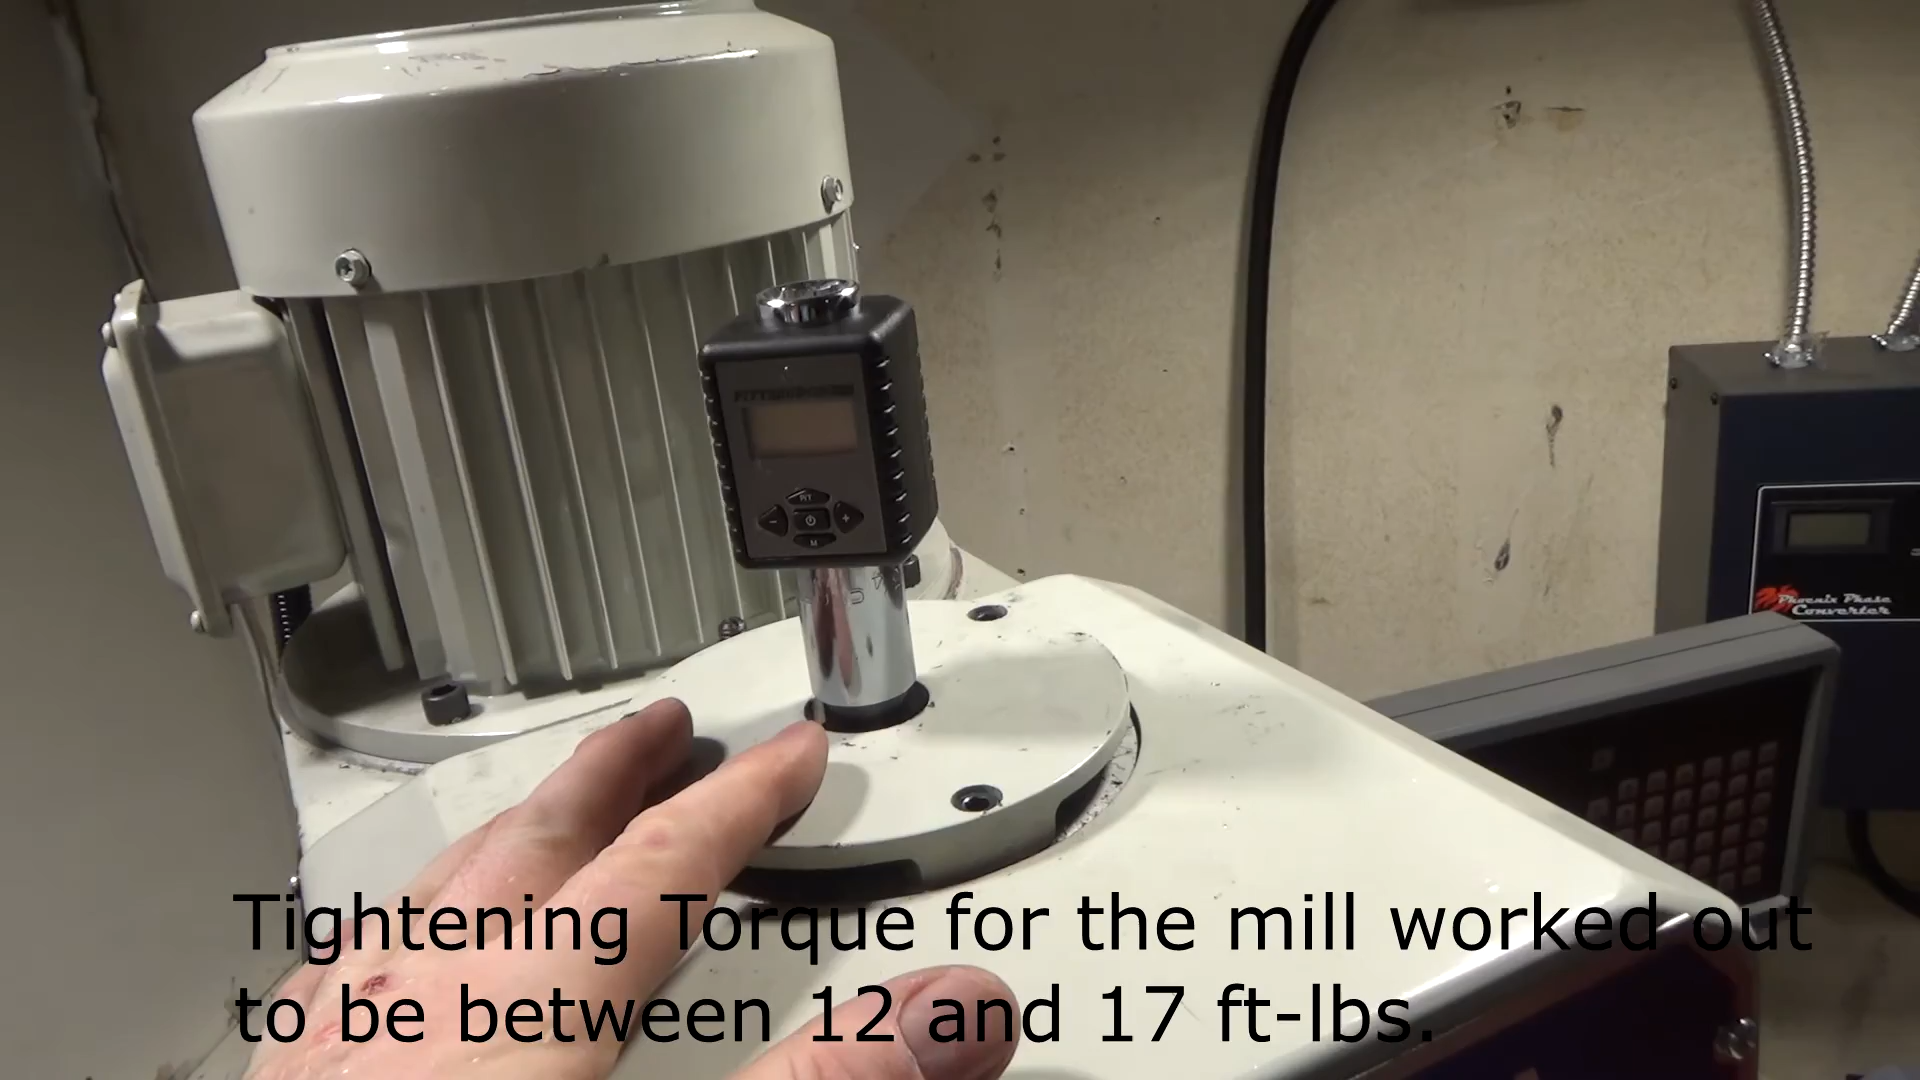 P/T
-
+
M
Phoenix Phase
Converter
Tightening Torque for the mill worked out
to be between 12 and 17 ft-lbs.